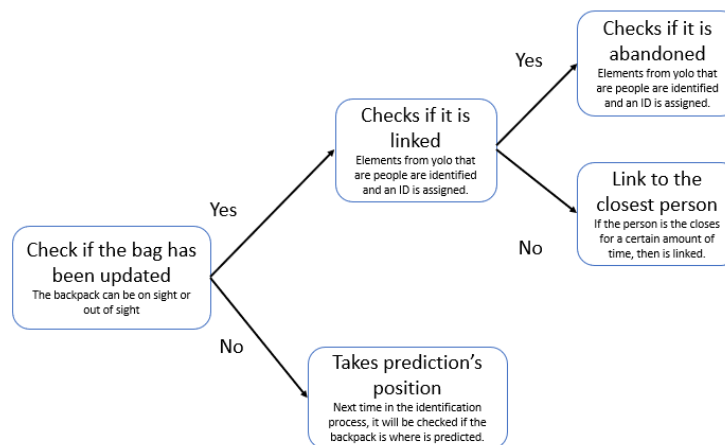 Checks if it is
abandoned
Elements from yolo that
are people are identified
and an ID is assigned.
Yes
Checks if it is
linked
Elements from yolo that
are people are identified
and an ID is assigned.
Link to the
closest person
If the person is the closes
for a certain amount of
time, then is linked.
No
Yes
Check if the bag has
been updated
The backpack can be on sight or
out of sight
No
Takes prediction's
position
Next time in the identification
process, it will be checked if the
backpack is where is predicted.